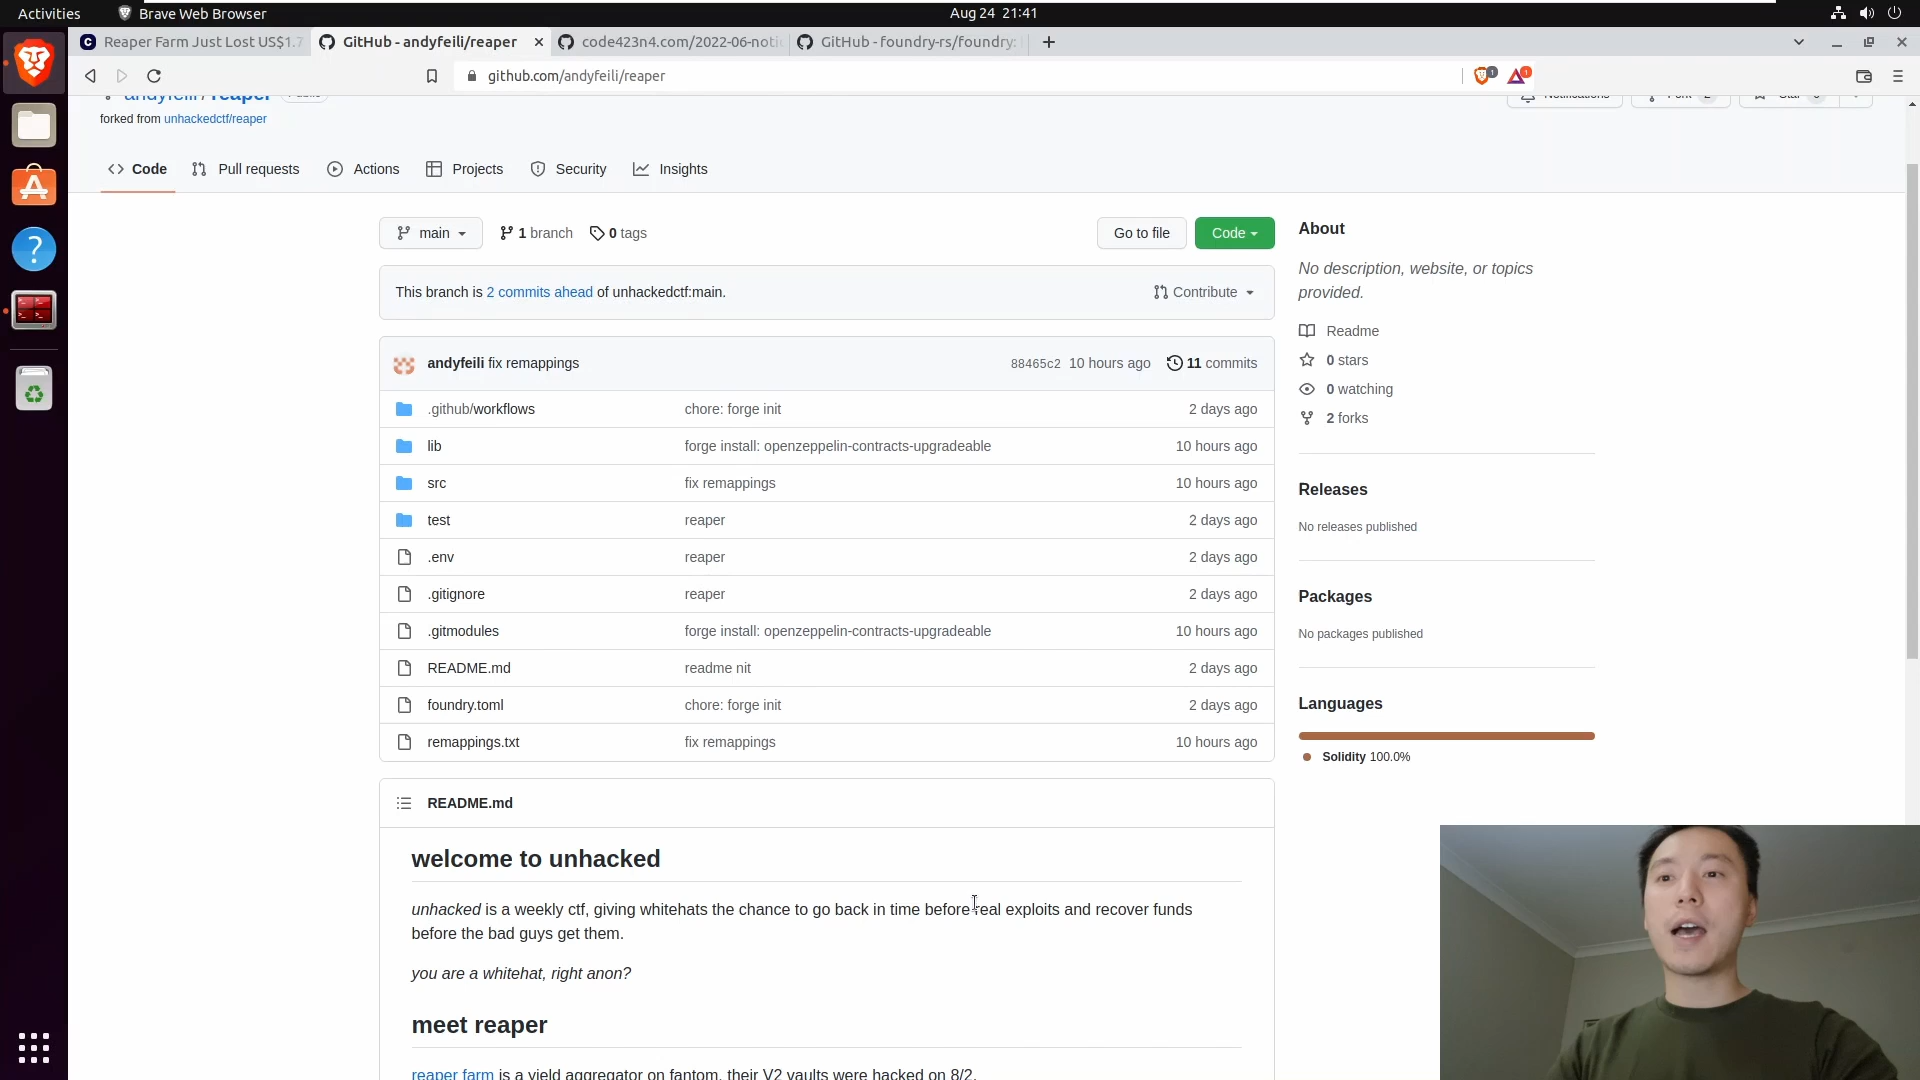 Activities
Brave Web Browser
Aug 24 21:41
Reaper Farm Just Lost US$1.7
GitHub - andyfeili/reaper
code423n4.com/2022-06-noti
GitHub - foundry-rs/foundry:
github.com/andyfeili/reaper
1
1
andyfeili / reaper
Public
Notifications
Fork 2
Star 0
forked from unhackedctf/reaper
Code
Pull requests
Actions
Projects
Security
Insights
main
1 branch
0 tags
Go to file
Code
This branch is 2 commits ahead of unhackedctf:main.
Contribute
andyfeili fix remappings
88465c2 10 hours ago
11 commits
.github/workflows chore: forge init 2 days ago
lib forge install: openzeppelin-contracts-upgradeable 10 hours ago
src fix remappings 10 hours ago
test reaper 2 days ago
.env reaper 2 days ago
.gitignore reaper 2 days ago
.gitmodules forge install: openzeppelin-contracts-upgradeable 10 hours ago
README.md readme nit 2 days ago
foundry.toml chore: forge init 2 days ago
remappings.txt fix remappings 10 hours ago
README.md
welcome to unhacked
unhacked is a weekly ctf, giving whitehats the chance to go back in time before real exploits and recover funds
before the bad guys get them.
you are a whitehat, right anon?
meet reaper
reaper farm is a yield aggregator on fantom. their V2 vaults were hacked on 8/2.
About
No description, website, or topics
provided.
Readme
0 stars
0 watching
2 forks
Releases
No releases published
Packages
No packages published
Languages
Solidity 100.0%